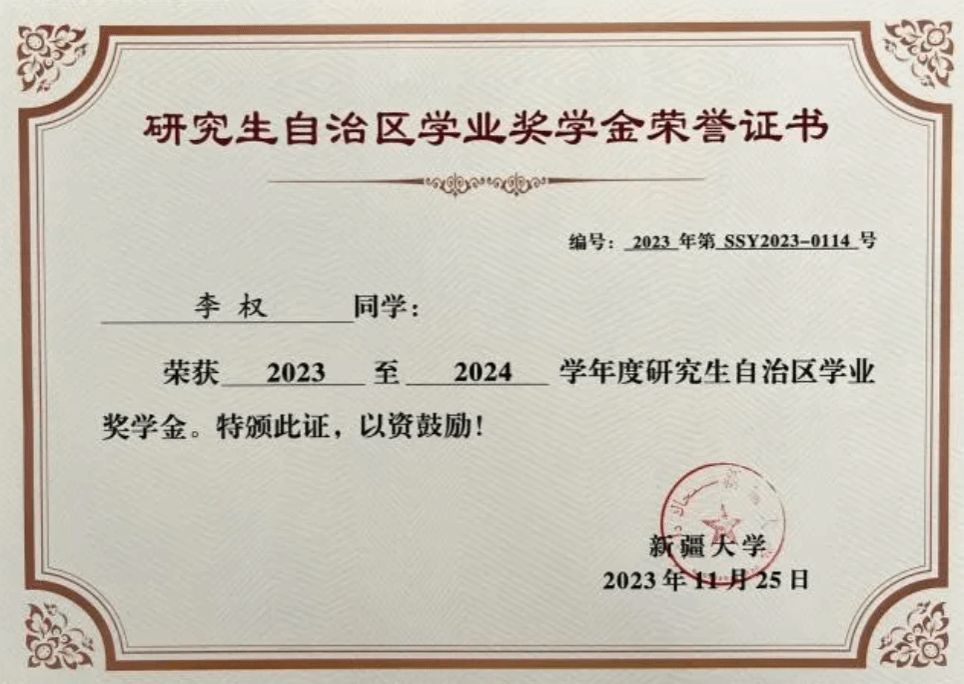 研究生自治区学业奖学金荣誉证书
编号：2023 年第 SSY2023-0114 号
李 权 同学：
荣获 2023 至 2024 学年度研究生自治区学业
奖学金。特颁此证，以资鼓励！
新疆大学
2023 年 11 月 25 日